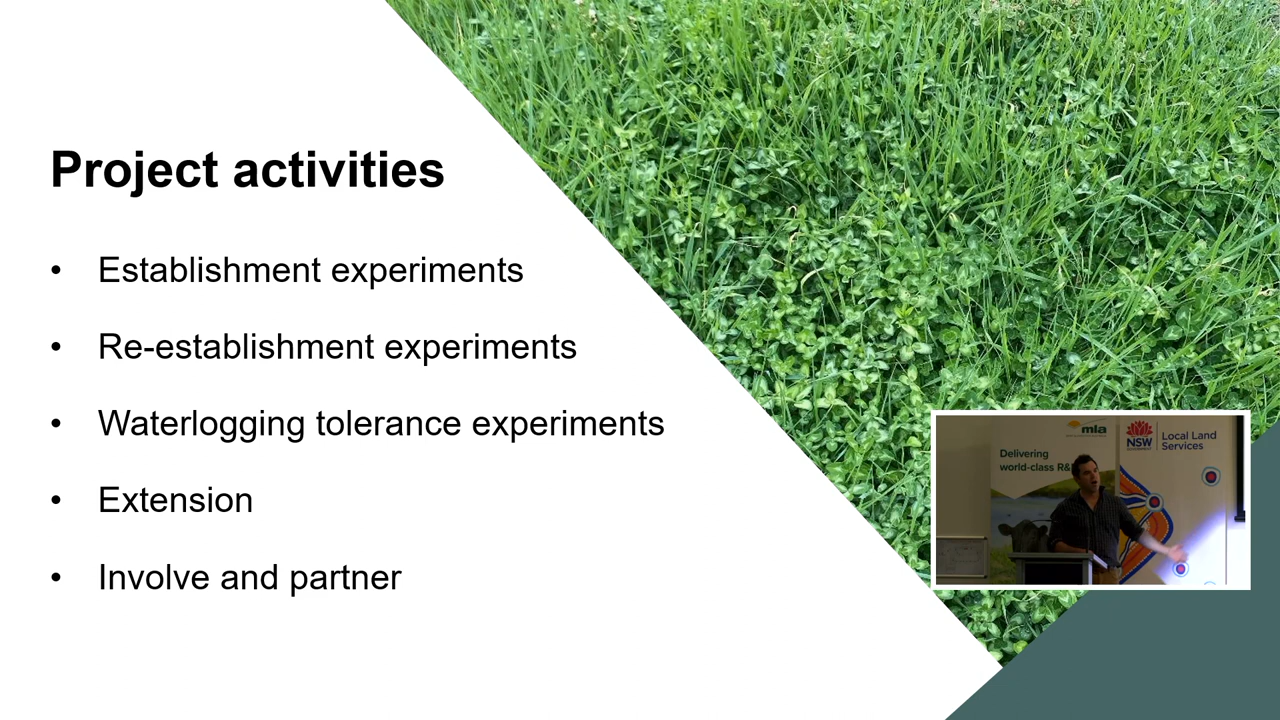 Project activities
• Establishment experiments
• Re-establishment experiments
• Waterlogging tolerance experiments
• Extension
• Involve and partner
mla
Delivering
world-class R&
NSW
GOVERNMENT
Local Land
Services